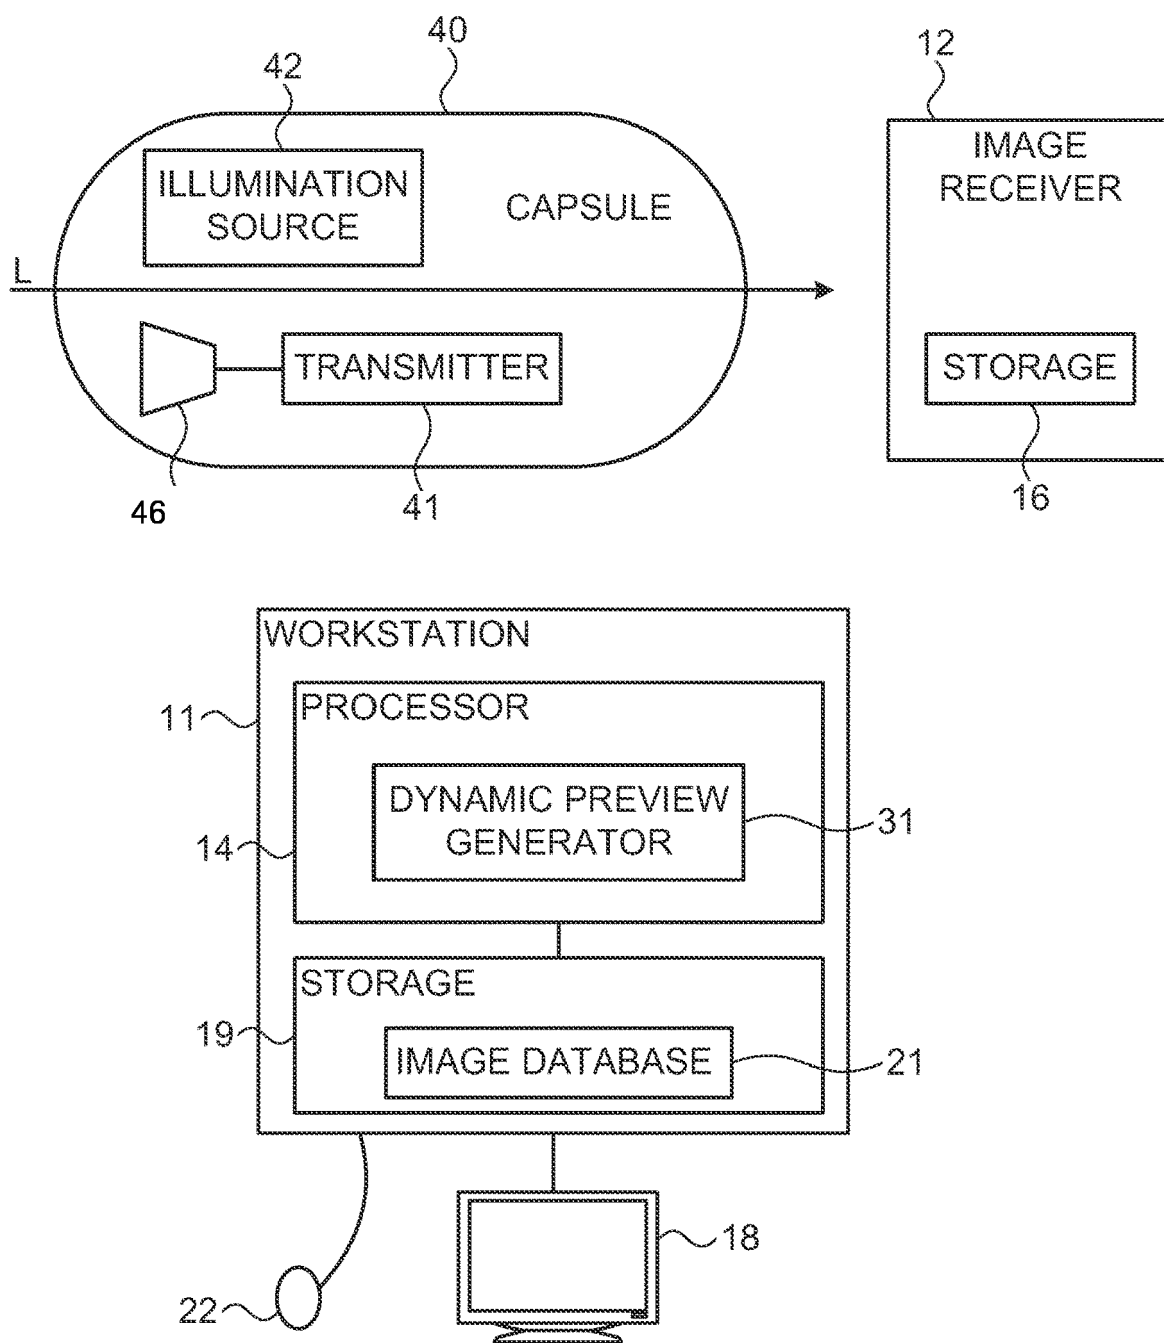 40
42
12
ILLUMINATION
SOURCE
CAPSULE
IMAGE
RECEIVER
L
TRANSMITTER
STORAGE
46
41
16
WORKSTATION
11
PROCESSOR
DYNAMIC PREVIEW
GENERATOR
31
14
STORAGE
19
IMAGE DATABASE
21
18
22